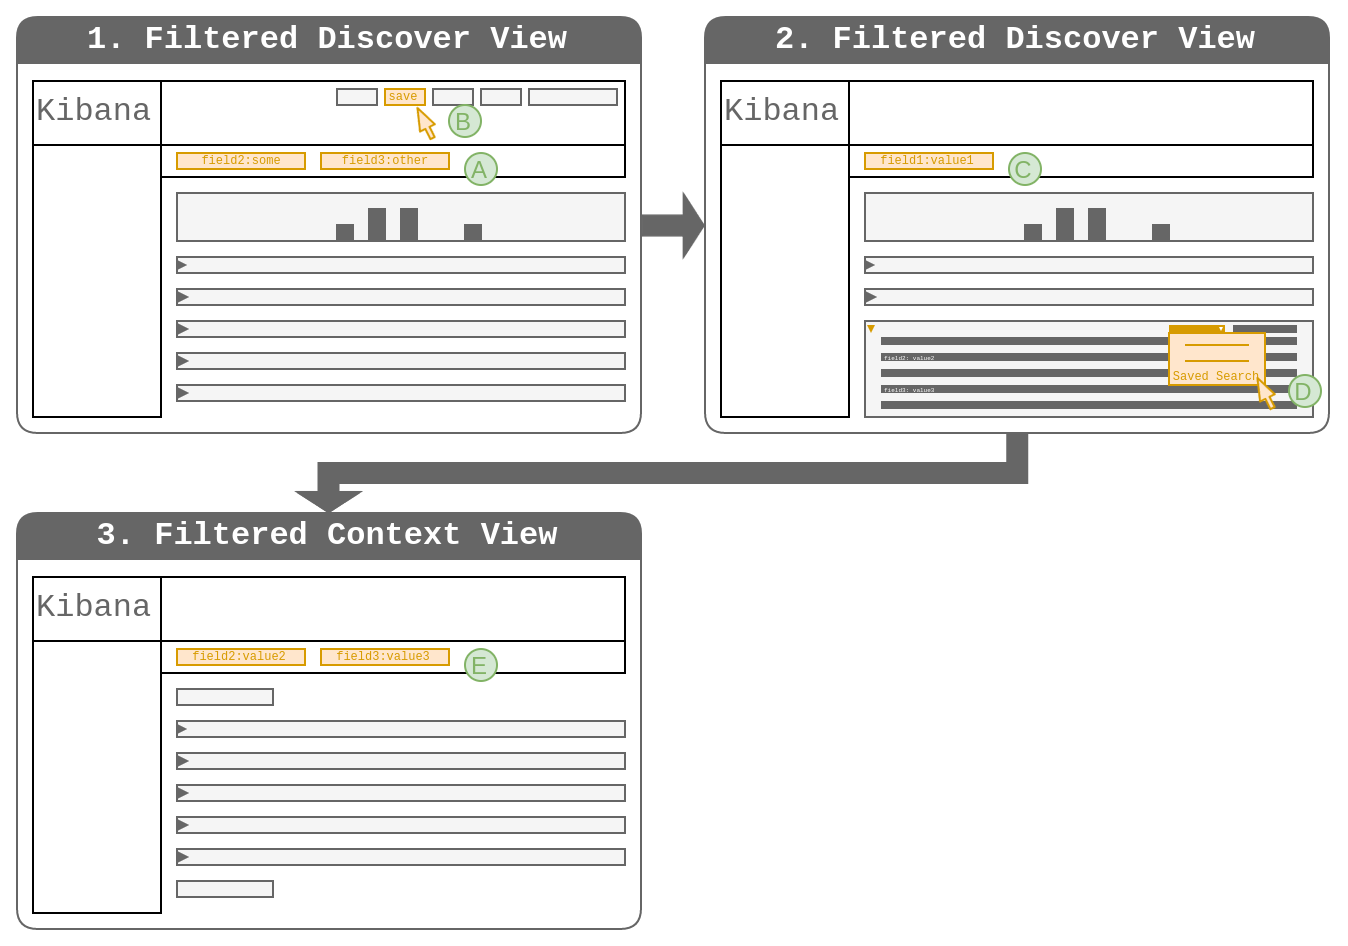 1. Filtered Discover View
Kibana
save
B
field2:some
field3:other
A
2. Filtered Discover View
Kibana
field1:value1
C
field2: value2
Saved Search
field3: value3
D
3. Filtered Context View
Kibana
field2:value2
field3:value3
E